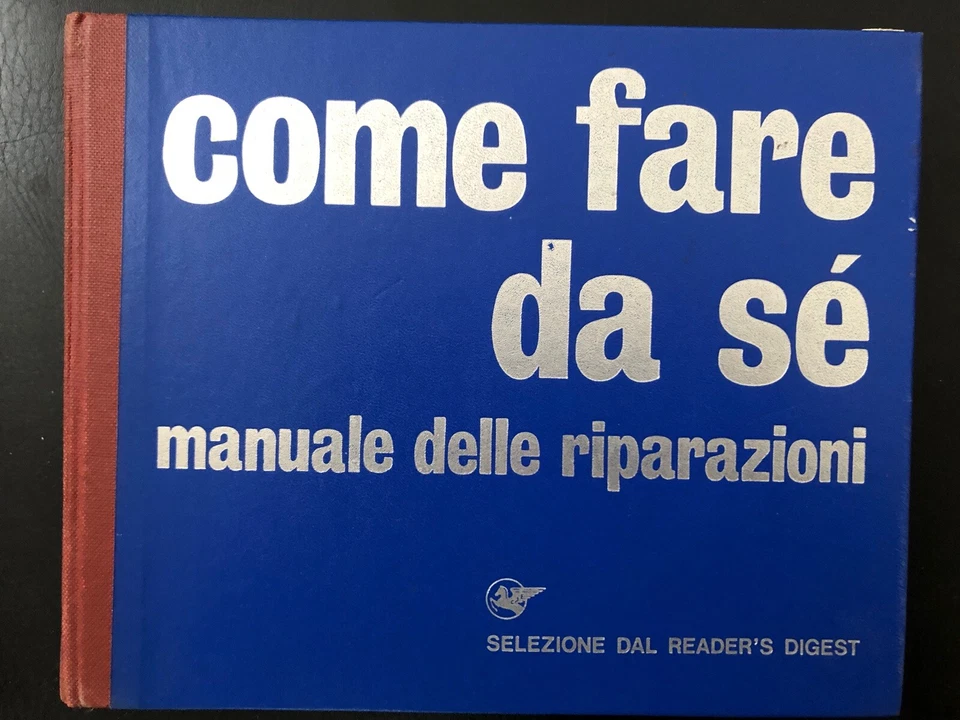 come fare
da sé
manuale delle riparazioni
SELEZIONE DAL READER'S DIGEST